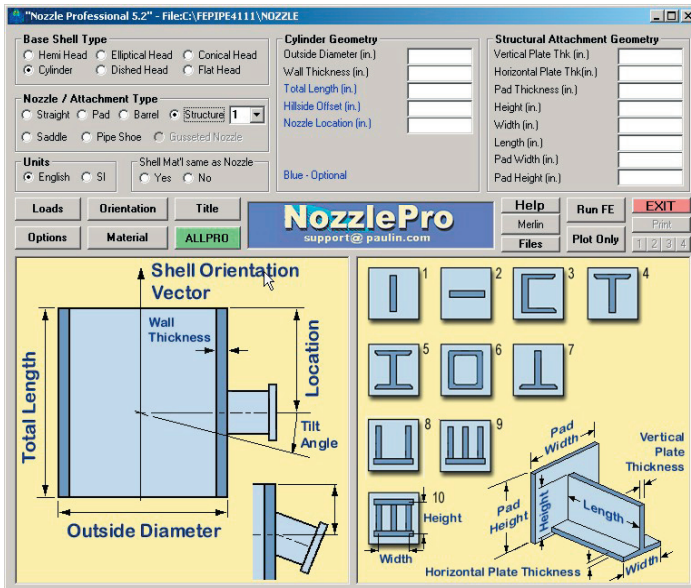 "Nozzle Professional 5.2" - File:C:\FEPIPE4111\NOZZLE
Base Shell Type
Hemi Head Elliptical Head Conical Head
Cylinder Dished Head Flat Head
Nozzle / Attachment Type
Straight Pad Barrel Structure 1
Saddle Pipe Shoe Gusseted Nozzle
Units
English SI
Shell Mat'l same as Nozzle
Yes No
Cylinder Geometry
Outside Diameter (in.)
Wall Thickness (in.)
Total Length (in.)
Hillside Offset (in.)
Nozzle Location (in.)
Blue - Optional
Structural Attachment Geometry
Vertical Plate Thk (in.)
Horizontal Plate Thk(in.)
Pad Thickness (in.)
Height (in.)
Width (in.)
Length (in.)
Pad Width (in.)
Pad Height (in.)
Loads Orientation Title
Options Material ALLPRO
NozzlePro
support@ paulin.com
Help
Merlin
Files
Run FE
Plot Only
EXIT
Print
1 2 3 4
Shell Orientation
Vector
Wall
Thickness
Total Length
Location
Tilt
Angle
Outside Diameter
1
2
3
4
5
6
7
8
9
10
Height
Width
Pad
Width
Vertical
Plate
Thickness
Pad
Height
Height
Length
Horizontal Plate Thickness
Width